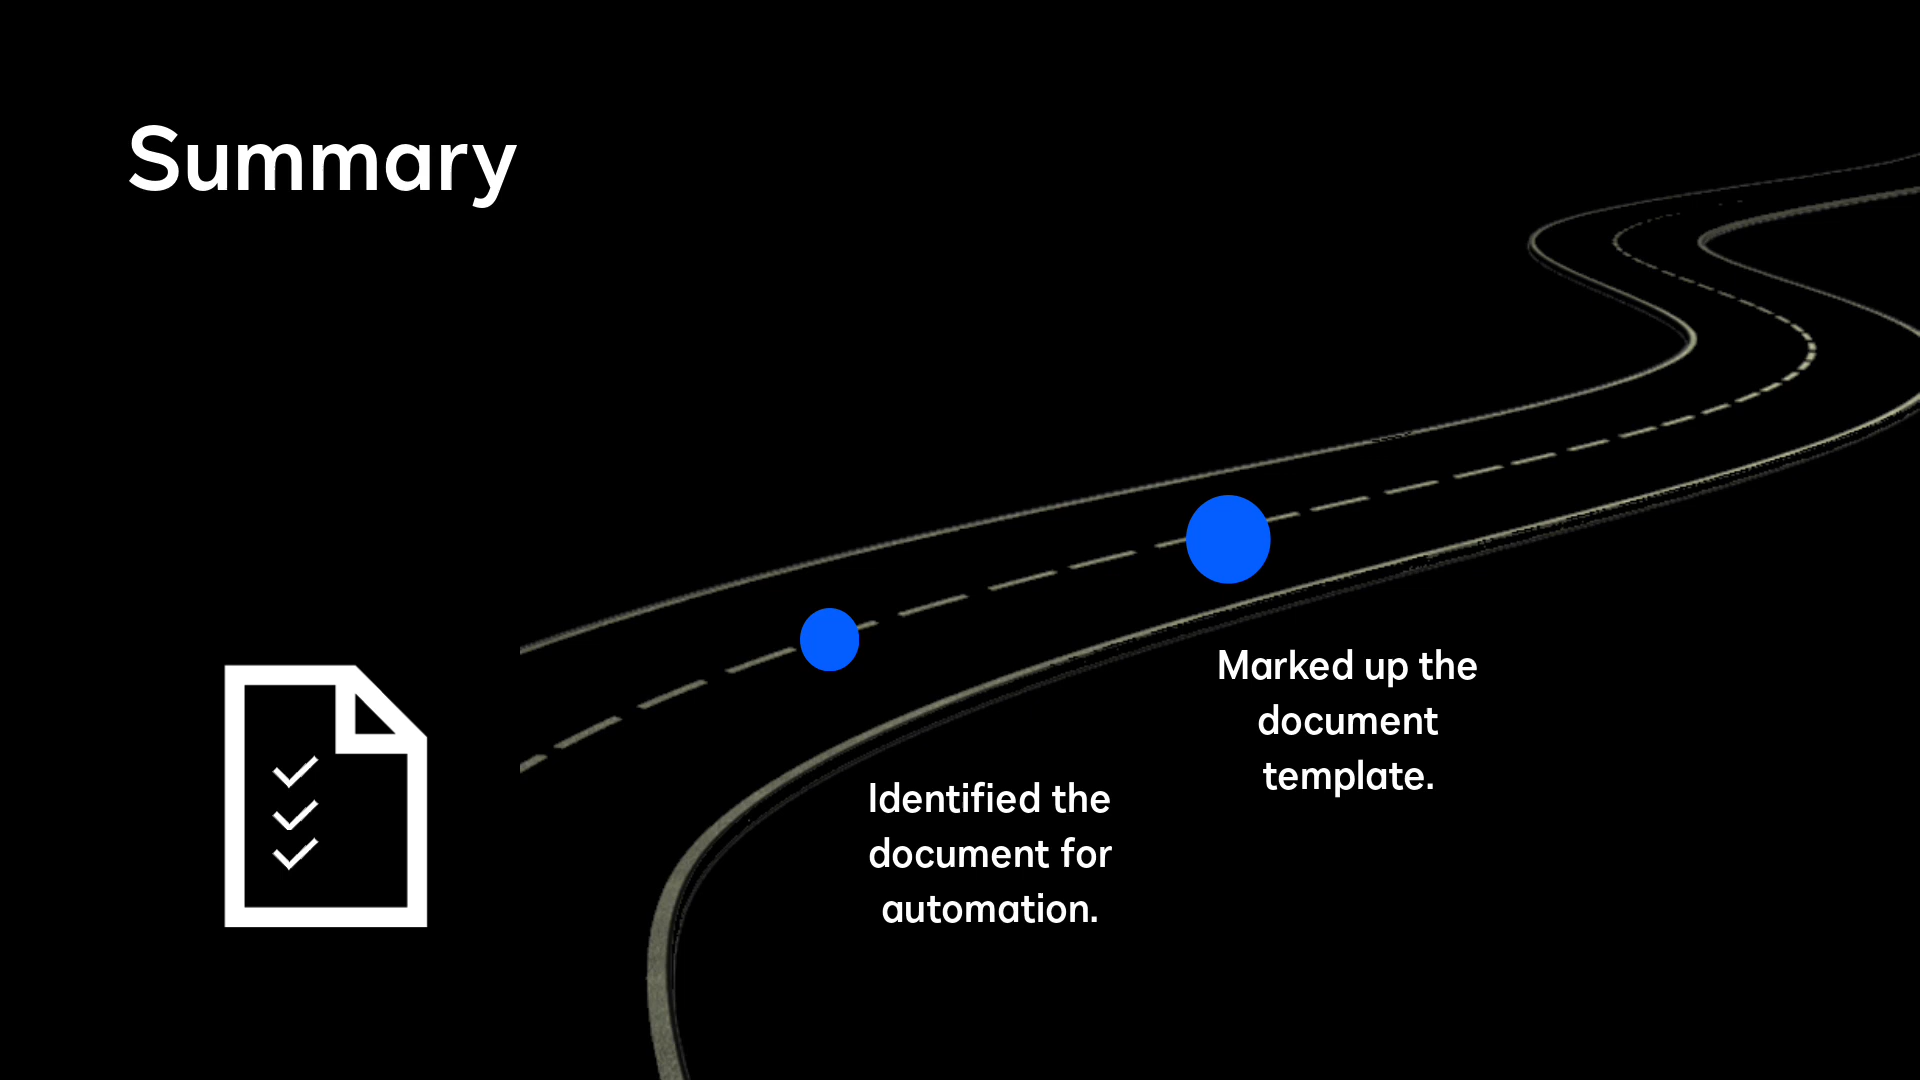 Summary
Identified the
document for
automation.
Marked up the
document
template.